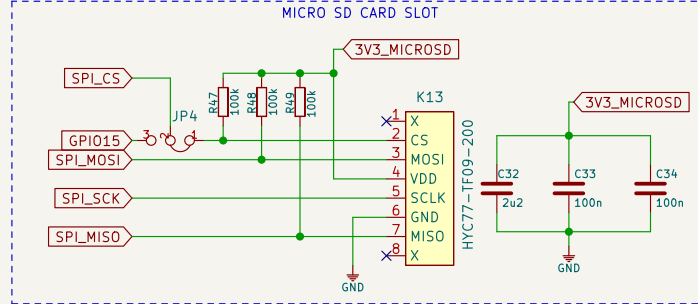 MICRO SD CARD SLOT
3V3_MICROSD
SPI_CS
K13
3V3_MICROSD
R47
100k
R48
100k
R49
100k
JP4
3
2
1
GPIO15
SPI_MOSI
SPI_SCK
SPI_MISO
1 X
2 CS
3 MOSI
4 VDD
5 SCLK
6 GND
7 MISO
8 X
HYC77-TF09-200
C32
2u2
C33
100n
C34
100n
GND
GND